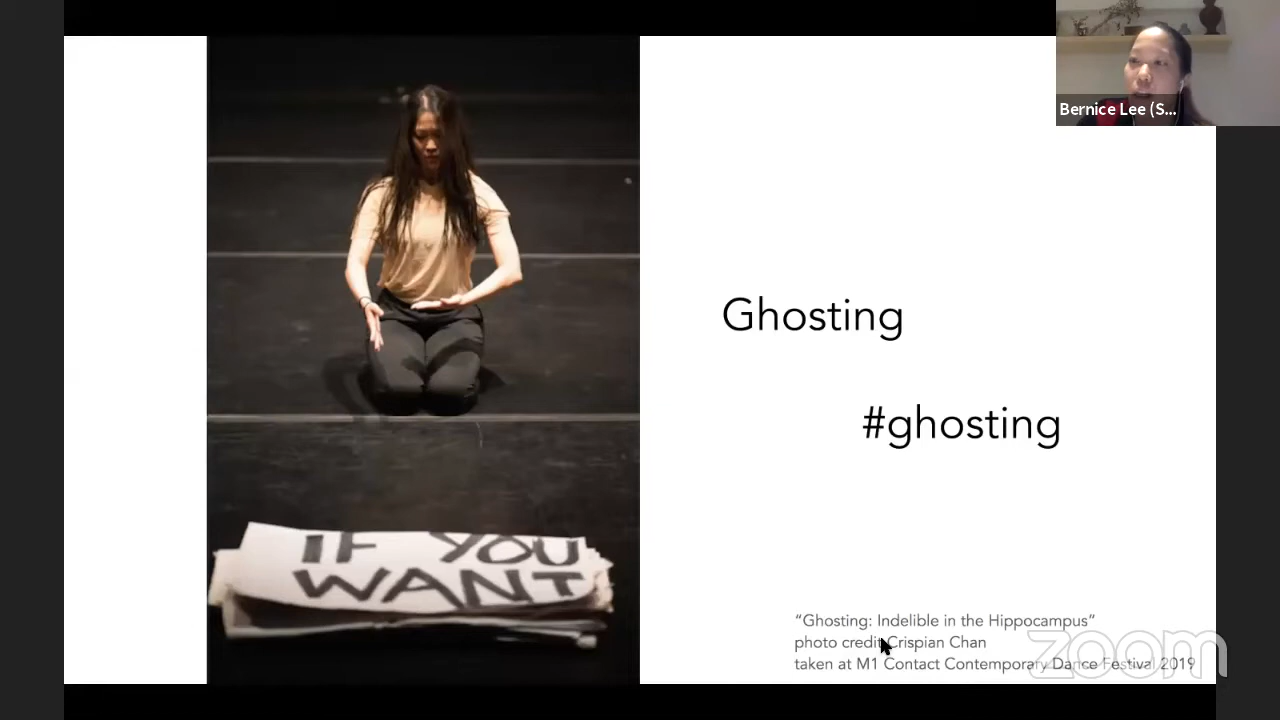 Bernice Lee (S...
Ghosting
#ghosting
IF YOU
WANT
“Ghosting: Indelible in the Hippocampus”
photo credit Crispian Chan
taken at M1 Contact Contemporary Dance Festival 2019
zoom